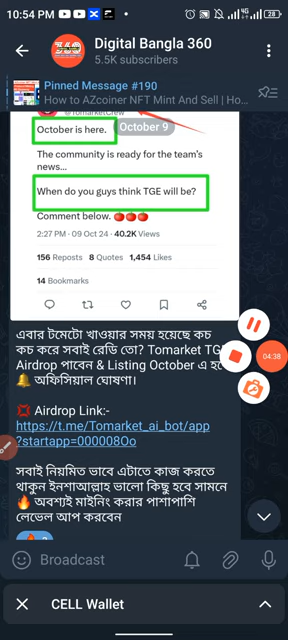 10:54 PM
28
Digital Bangla 360
5.5K subscribers
Pinned Message #190
How to AZcoiner NFT Mint And Sell | Ho...
@TomarketCrew
October is here.
October 9
The community is ready for the team's
news...
When do you guys think TGE will be?
Comment below. 🍅🍅🍅
2:27 PM · 09 Oct 24 · 40.2K Views
156 Reposts 8 Quotes 1,454 Likes
14 Bookmarks
এবার টমেটো খাওয়ার সময় হয়েছে কচ
কচ করে সবাই রেডি তো? Tomarket TG
Airdrop পাবেন & Listing October এ হ
🔔 অফিসিয়াল ঘোষণা।
04:38
💢 Airdrop Link:-
https://t.me/Tomarket_ai_bot/app
?startapp=000008Oo
সবাই নিয়মিত ভাবে এটাতে কাজ করতে
থাকুন ইনশাআল্লাহ ভালো কিছু হবে সামনে
🔥 অবশ্যই মাইনিং করার পাশাপাশি
লেভেল আপ করবেন
Broadcast
CELL Wallet